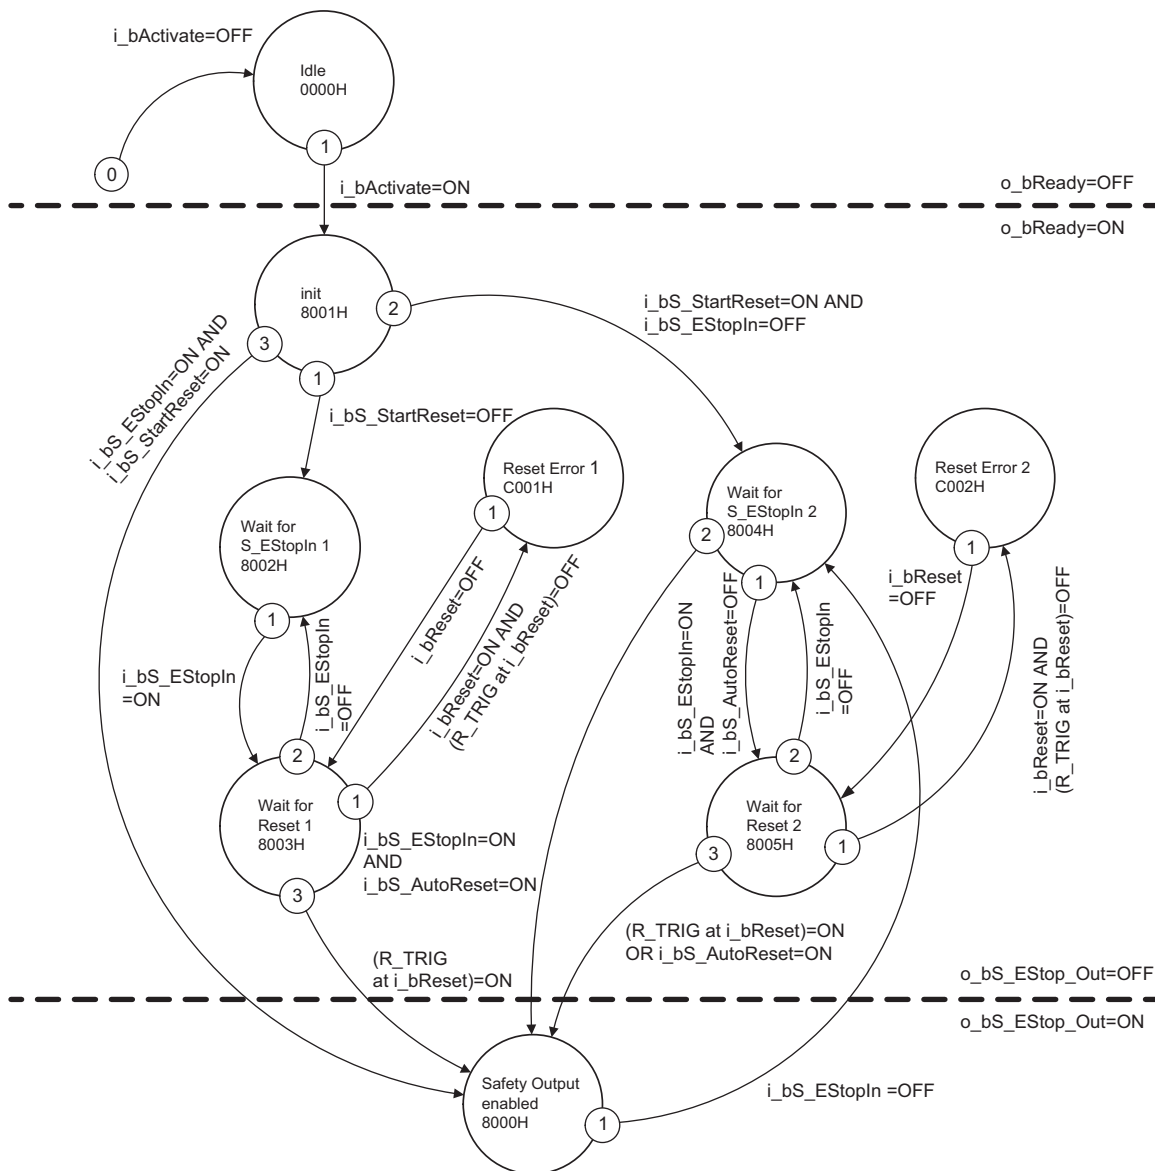 i_bActivate=OFF
Idle
0000H
1
0
i_bActivate=ON
o_bReady=OFF
o_bReady=ON
init
8001H
2
3
1
i_bS_StartReset=ON AND
i_bS_EStopIn=OFF
i_bS_EStopIn=ON AND
i_bS_StartReset=ON
i_bS_StartReset=OFF
Reset Error 1
C001H
1
Wait for
S_EStopIn 1
8002H
1
Wait for
S_EStopIn 2
8004H
2
1
Reset Error 2
C002H
1
i_bReset=OFF
i_bReset=ON AND
(R_TRIG at i_bReset)=OFF
i_bS_EStopIn
=ON
i_bS_EStopIn
=OFF
i_bS_EStopIn=ON
AND
i_bS_AutoReset=OFF
i_bS_EStopIn
=OFF
i_bReset
=OFF
i_bReset=ON AND
(R_TRIG at i_bReset)=OFF
Wait for
Reset 1
8003H
2
1
3
i_bS_EStopIn=ON
AND
i_bS_AutoReset=ON
Wait for
Reset 2
8005H
2
1
3
(R_TRIG
at i_bReset)=ON
(R_TRIG at i_bReset)=ON
OR i_bS_AutoReset=ON
o_bS_EStop_Out=OFF
o_bS_EStop_Out=ON
Safety Output
enabled
8000H
1
i_bS_EStopIn =OFF